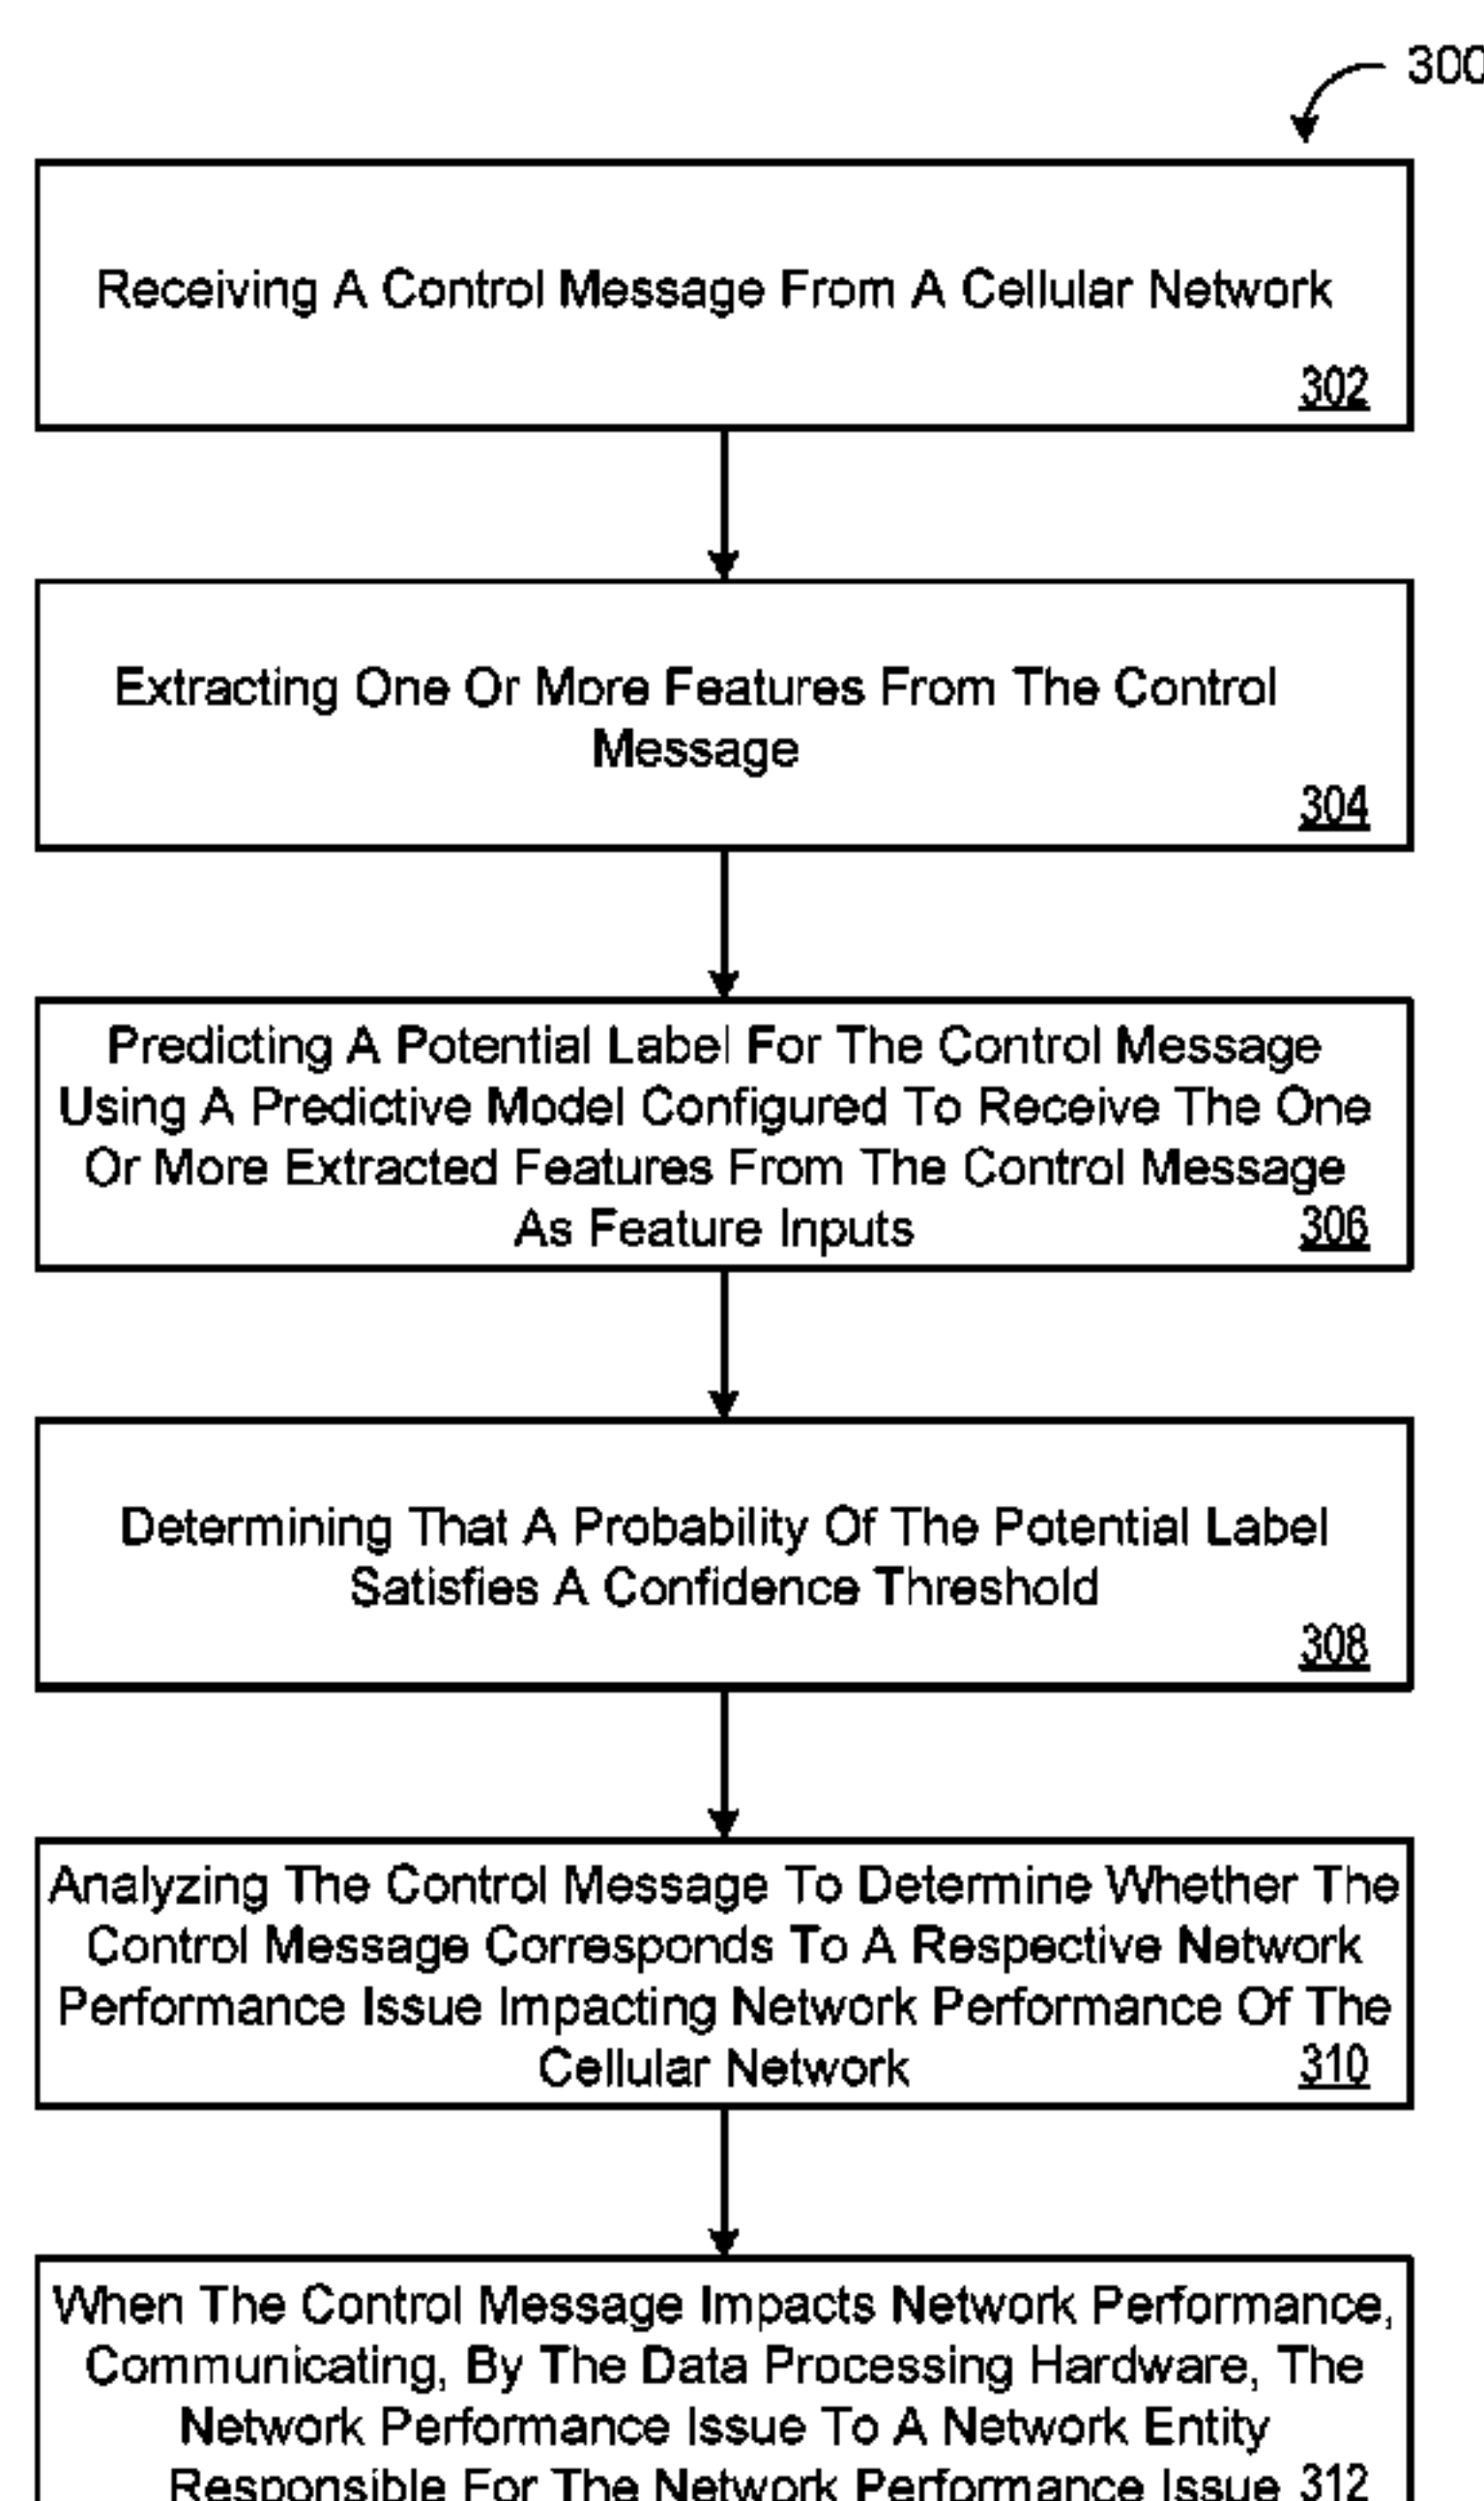 300
Receiving A Control Message From A Cellular Network
302
Extracting One Or More Features From The Control
Message
304
Predicting A Potential Label For The Control Message
Using A Predictive Model Configured To Receive The One
Or More Extracted Features From The Control Message
As Feature Inputs
306
Determining That A Probability Of The Potential Label
Satisfies A Confidence Threshold
308
Analyzing The Control Message To Determine Whether The
Control Message Corresponds To A Respective Network
Performance Issue Impacting Network Performance Of The
Cellular Network
310
When The Control Message Impacts Network Performance,
Communicating, By The Data Processing Hardware, The
Network Performance Issue To A Network Entity
Responsible For The Network Performance Issue 312